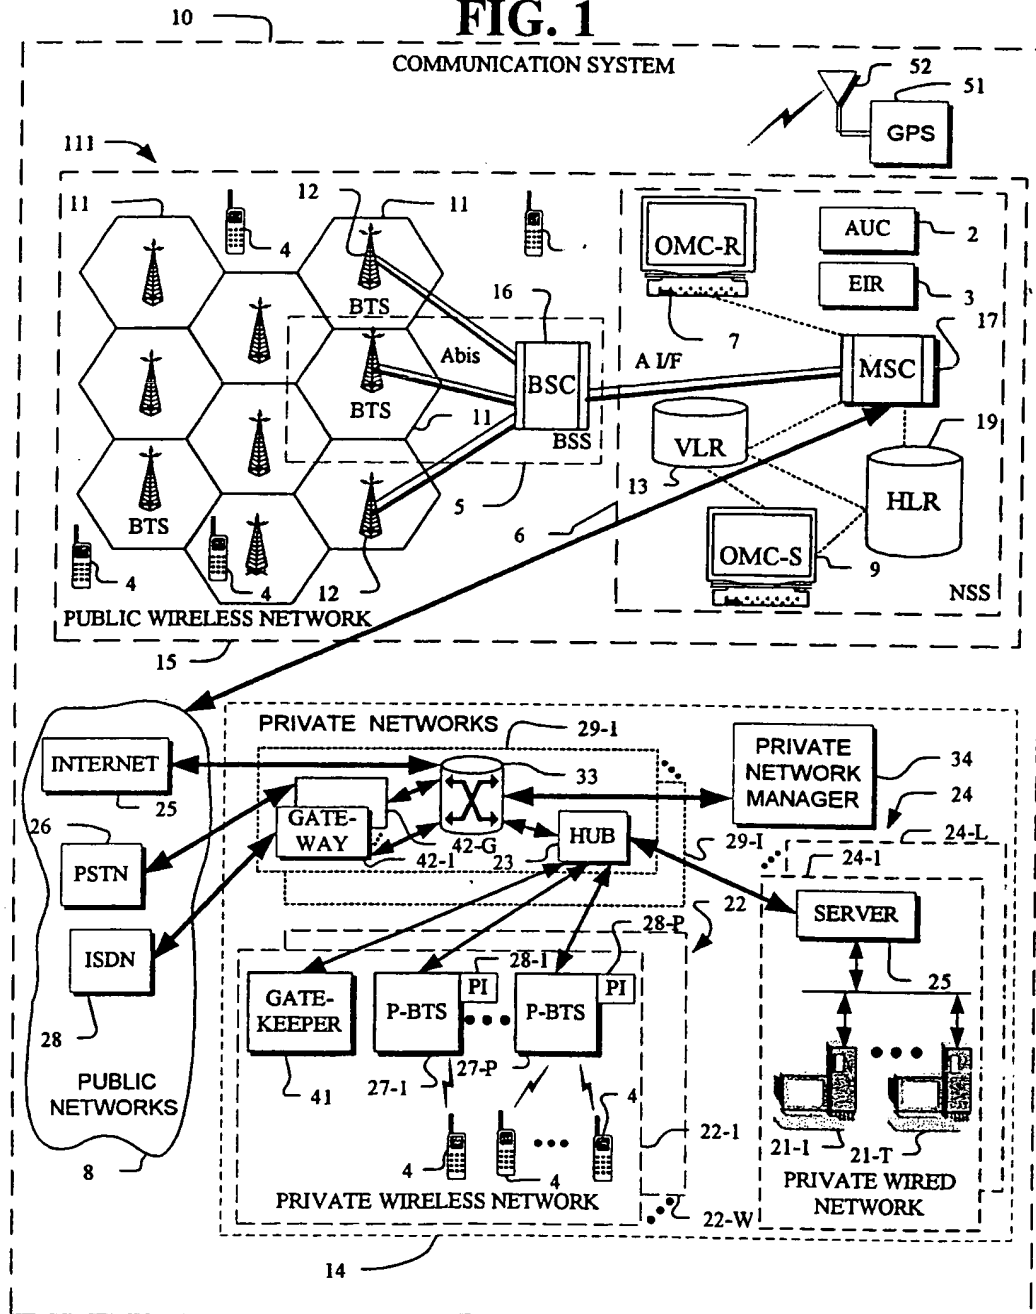 FIG. 1
10
COMMUNICATION SYSTEM
52
51
GPS
111
11
12
11
4
OMC-R
AUC
2
EIR
3
BTS
16
7
17
Abis
BSC
A I/F
MSC
BTS
11
BSS
VLR
19
13
HLR
BTS
5
6
OMC-S
9
4
4
12
NSS
PUBLIC WIRELESS NETWORK
15
PRIVATE NETWORKS
29-1
INTERNET
25
33
PRIVATE
NETWORK
MANAGER
34
26
GATE-
WAY
42-G
42-1
23
HUB
24
24-L
29-I
24-1
PSTN
SERVER
22
28-P
ISDN
28-1
25
GATE-
KEEPER
P-BTS
PI
P-BTS
PI
28
PUBLIC
NETWORKS
41
27-1
27-P
4
4
4
22-1
21-1
21-T
8
PRIVATE WIRELESS NETWORK
PRIVATE WIRED
NETWORK
22-W
14